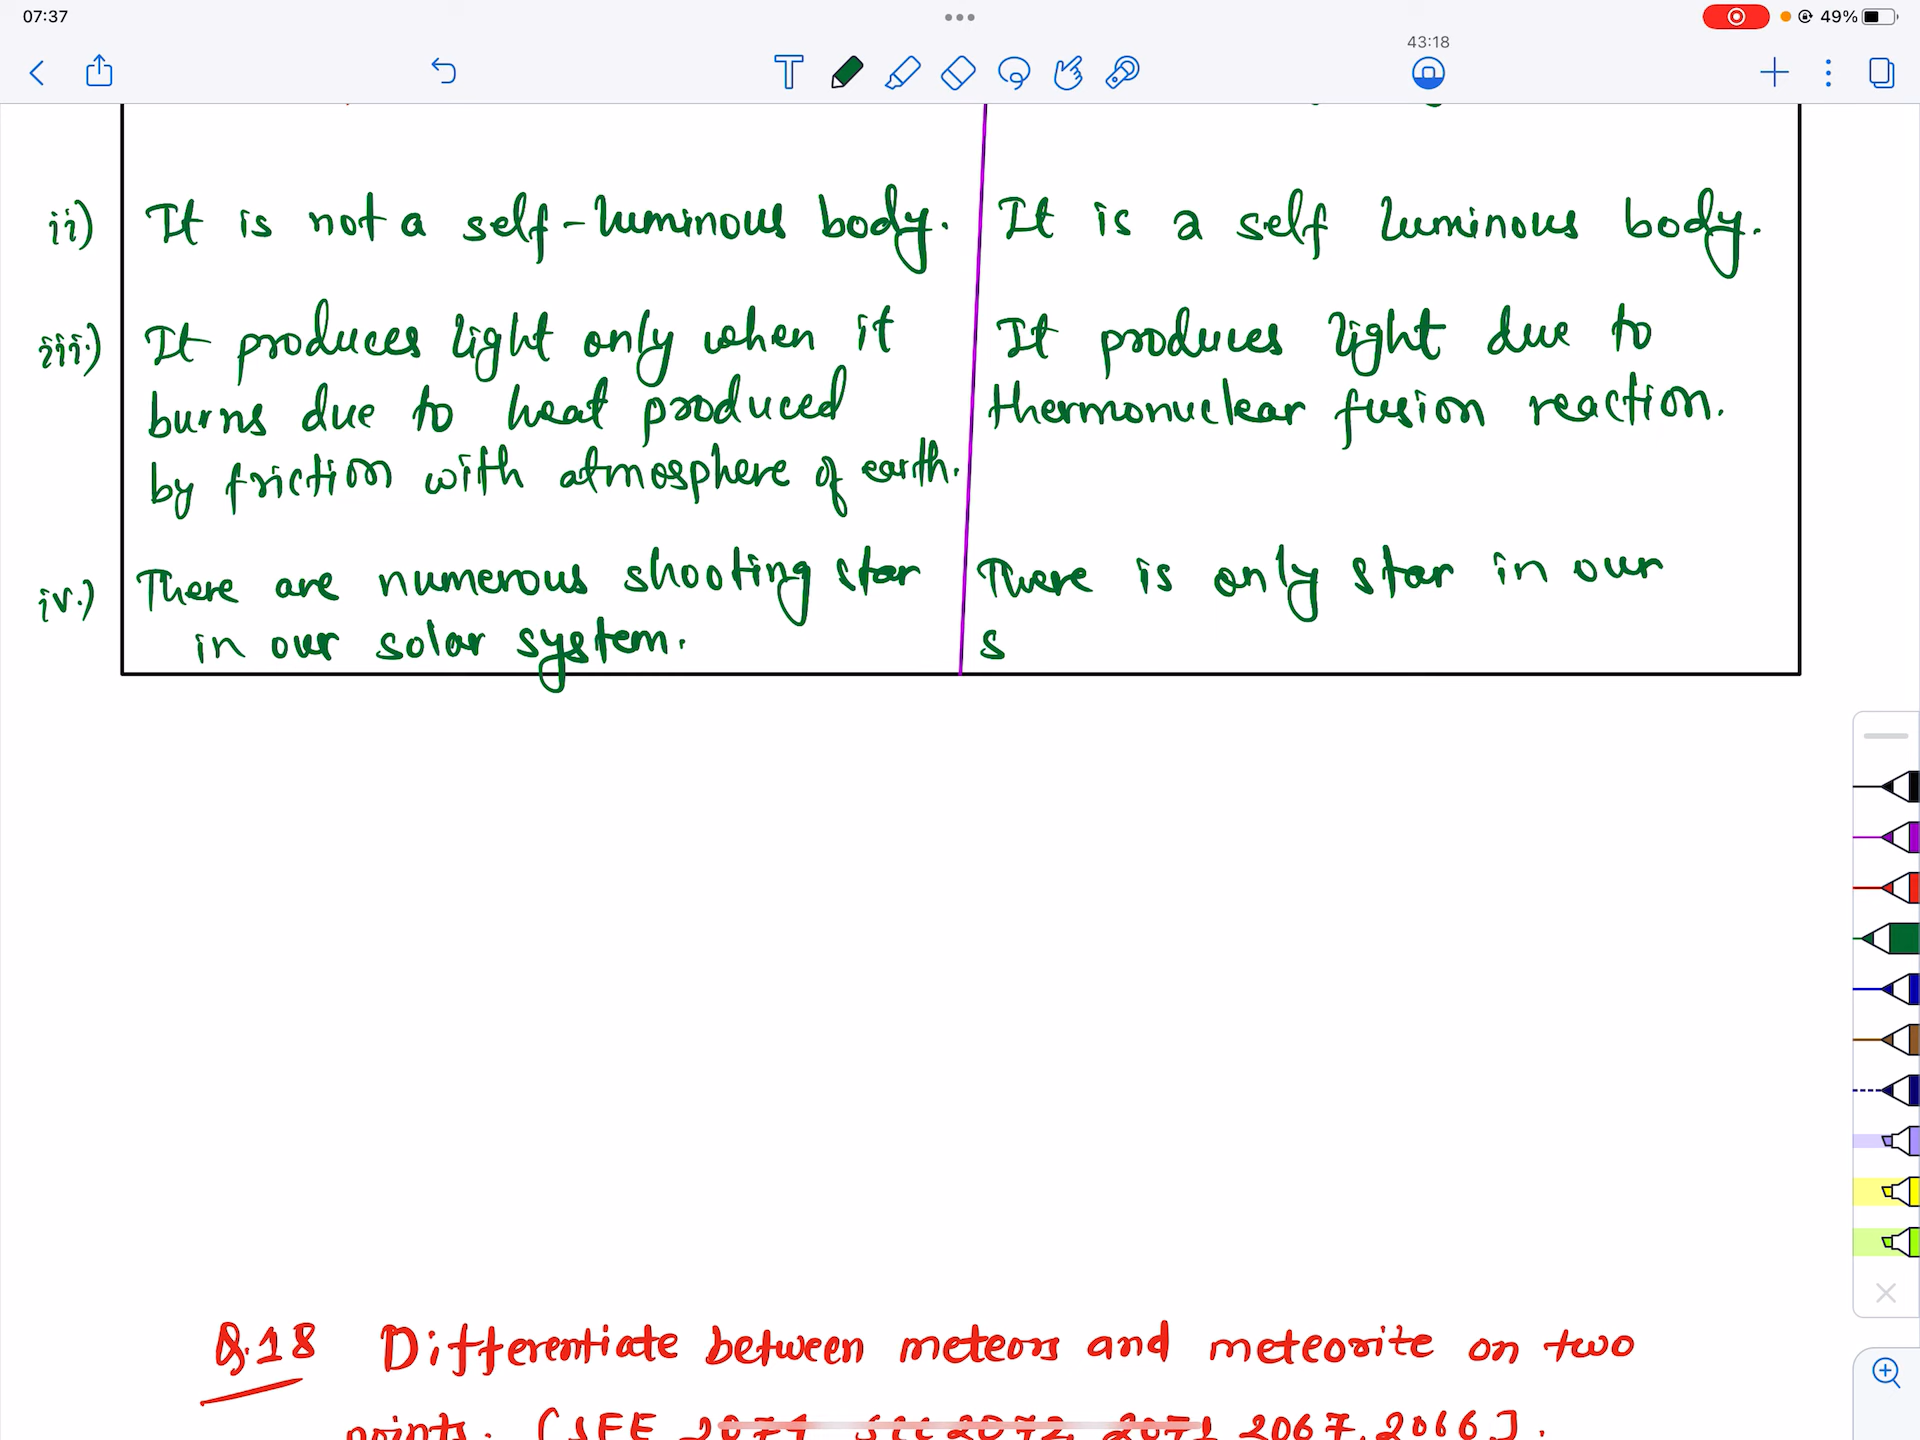 07:37
49%
43:18
ii) It is not a self-luminous body. It is a self luminous body.
iii.) It produces light only when it It produces light due to
burns due to heat produced thermonuclear fusion reaction.
by friction with atmosphere of earth.
iv.) There are numerous shooting star There is only star in our
in our solar system. s
Q.18 Differentiate between meteors and meteorite on two
points. 2067, 2066].